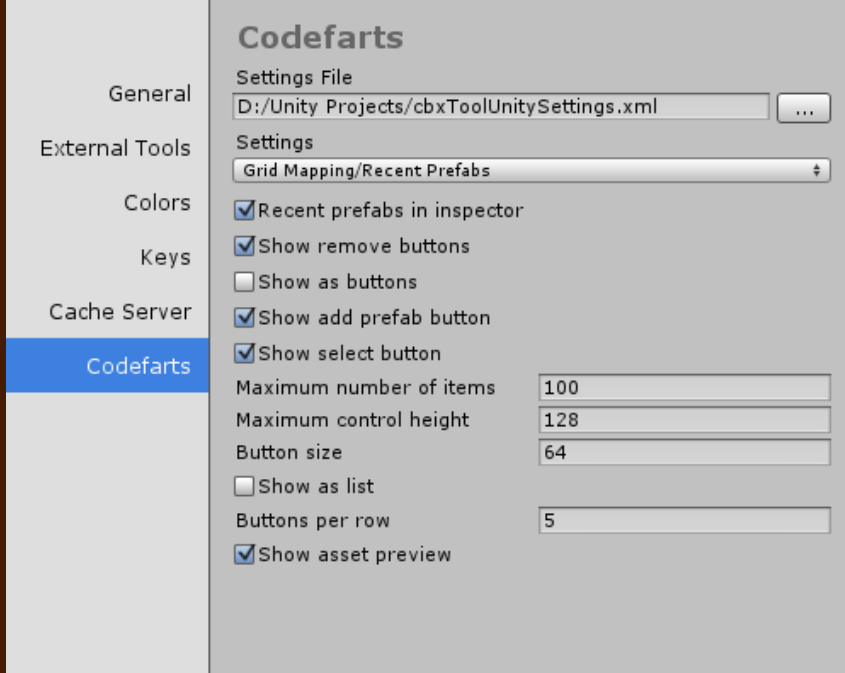 General
External Tools
Colors
Keys
Cache Server
Codefarts
Codefarts
Settings File
D:/Unity Projects/cbxToolUnitySettings.xml
...
Settings
Grid Mapping/Recent Prefabs
Recent prefabs in inspector
Show remove buttons
Show as buttons
Show add prefab button
Show select button
Maximum number of items 100
Maximum control height 128
Button size 64
Show as list
Buttons per row 5
Show asset preview